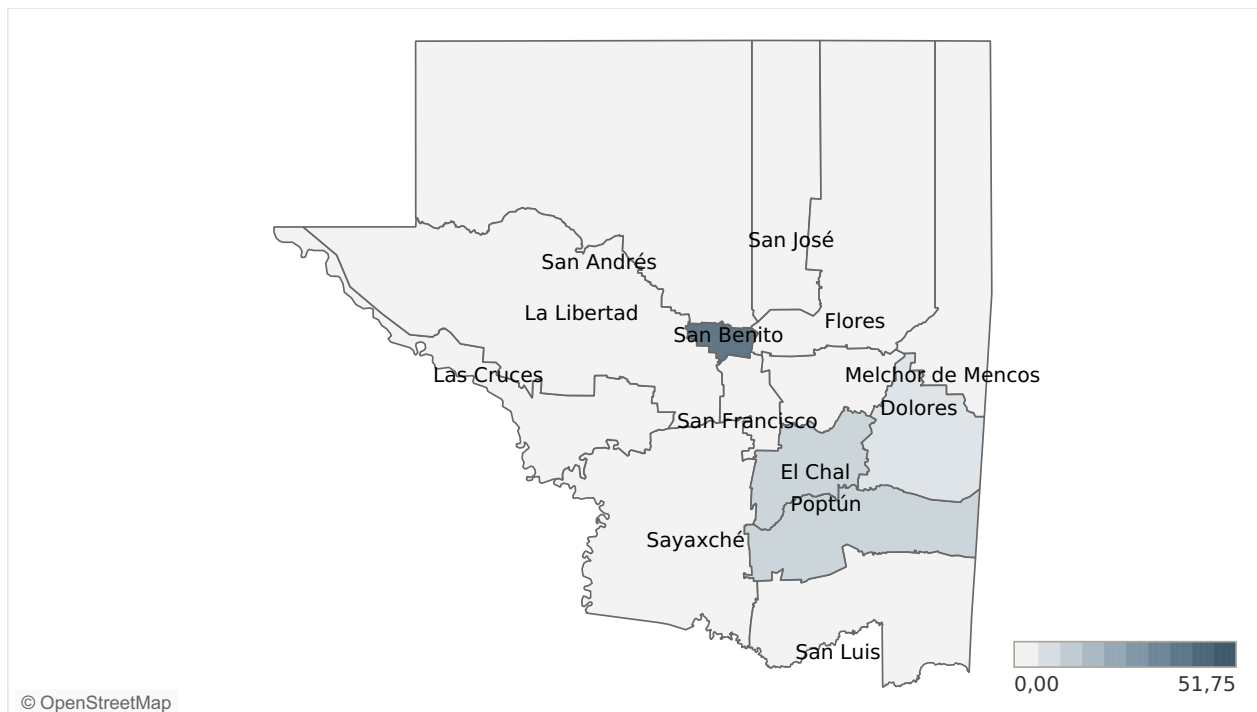 San José
San Andrés
La Libertad
Flores
San Benito
Las Cruces
Melchor de Mencos
Dolores
San Francisco
El Chal
Poptún
Sayaxché
San Luis
0,00
51,75
© OpenStreetMap